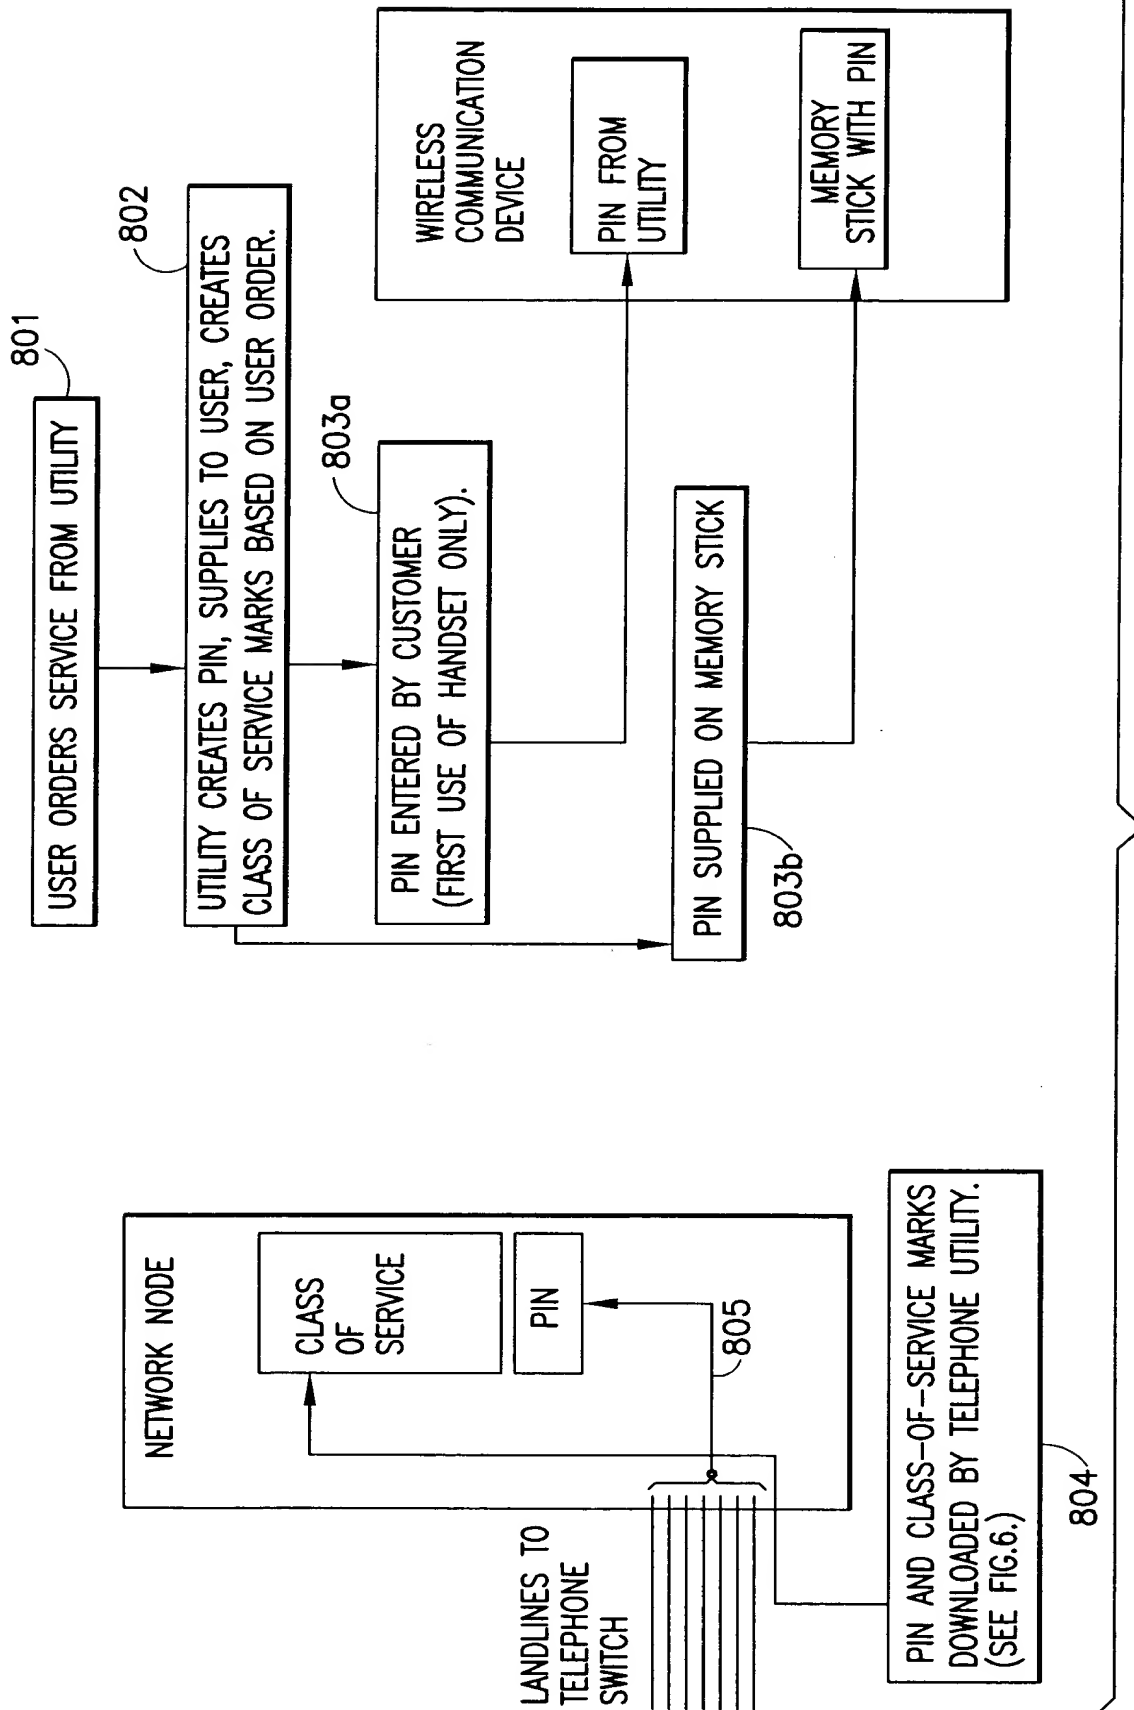 801
USER ORDERS SERVICE FROM UTILITY
802
UTILITY CREATES PIN, SUPPLIES TO USER, CREATES
CLASS OF SERVICE MARKS BASED ON USER ORDER.
803a
PIN ENTERED BY CUSTOMER
(FIRST USE OF HANDSET ONLY).
PIN SUPPLIED ON MEMORY STICK
803b
WIRELESS
COMMUNICATION
DEVICE
PIN FROM
UTILITY
MEMORY
STICK WITH PIN
NETWORK NODE
CLASS
OF
SERVICE
PIN
805
LANDLINES TO
TELEPHONE
SWITCH
PIN AND CLASS-OF-SERVICE MARKS
DOWNLOADED BY TELEPHONE UTILITY.
(SEE FIG.6.)
804